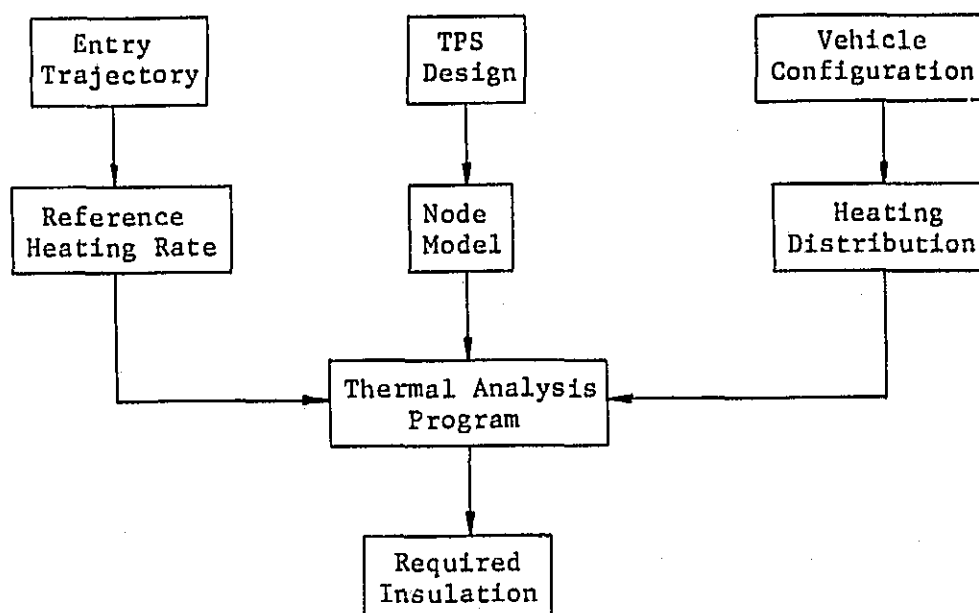 Entry
Trajectory
TPS
Design
Vehicle
Configuration
Reference
Heating Rate
Node
Model
Heating
Distribution
Thermal Analysis
Program
Required
Insulation